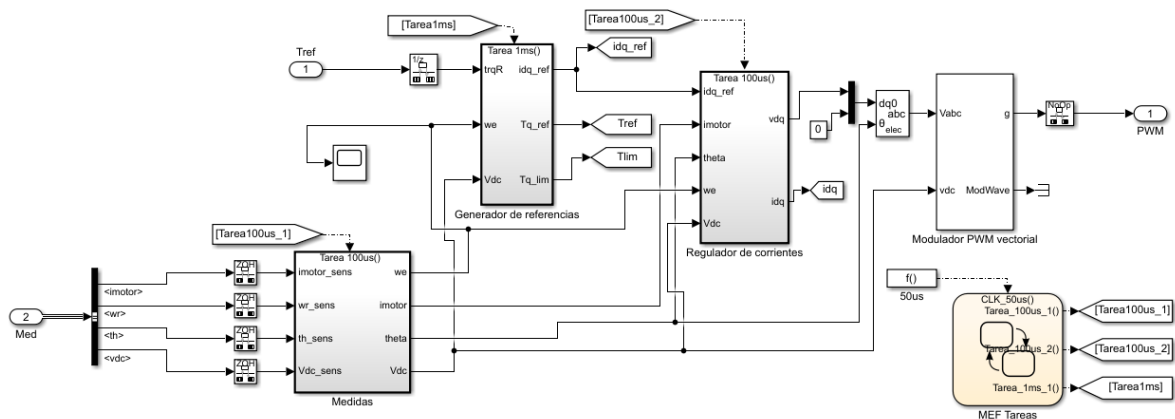 [Tarea1ms]
[Tarea100us_2]
Tref
1
1/z
Tarea 1ms()
trqR
idq_ref
we
Tq_ref
Vdc
Tq_lim
Generador de referencias
idq_ref
Tref
Tlim
Tarea 100us()
idq_ref
imotor
vdq
theta
we
idq
Vdc
Regulador de corrientes
idq
0
dq0
abc
θelec
Vabc
g
vdc
ModWave
Modulador PWM vectorial
NoOp
1
PWM
[Tarea100us_1]
2
Med
<imotor>
<wr>
<th>
<vdc>
ZOH
ZOH
ZOH
ZOH
Tarea 100us()
imotor_sens
we
wr_sens
imotor
th_sens
theta
Vdc_sens
Vdc
Medidas
f()
50us
CLK_50us()
Tarea_100us_1()
Tarea_100us_2()
Tarea_1ms_1()
MEF Tareas
[Tarea100us_1]
[Tarea100us_2]
[Tarea1ms]